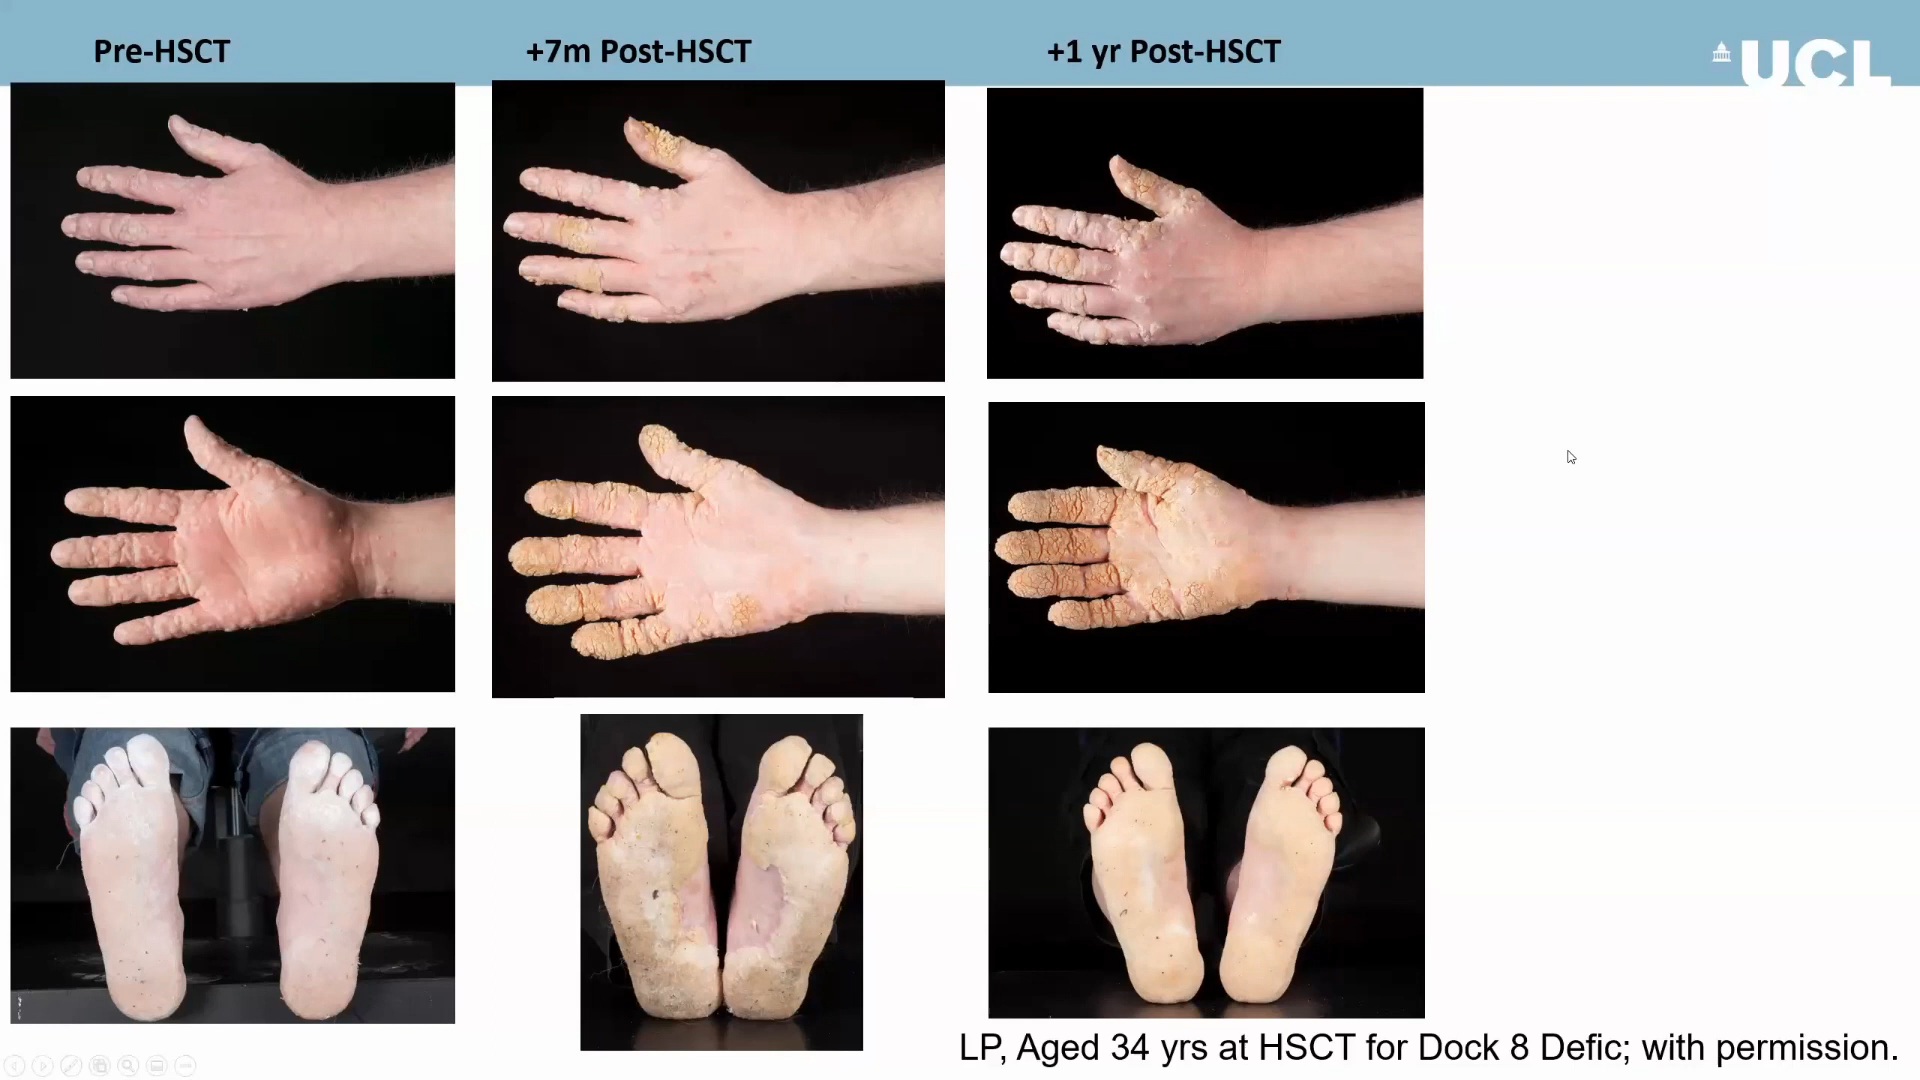 Pre-HSCT
+7m Post-HSCT
+1 yr Post-HSCT
UCL
LP, Aged 34 yrs at HSCT for Dock 8 Defic; with permission.